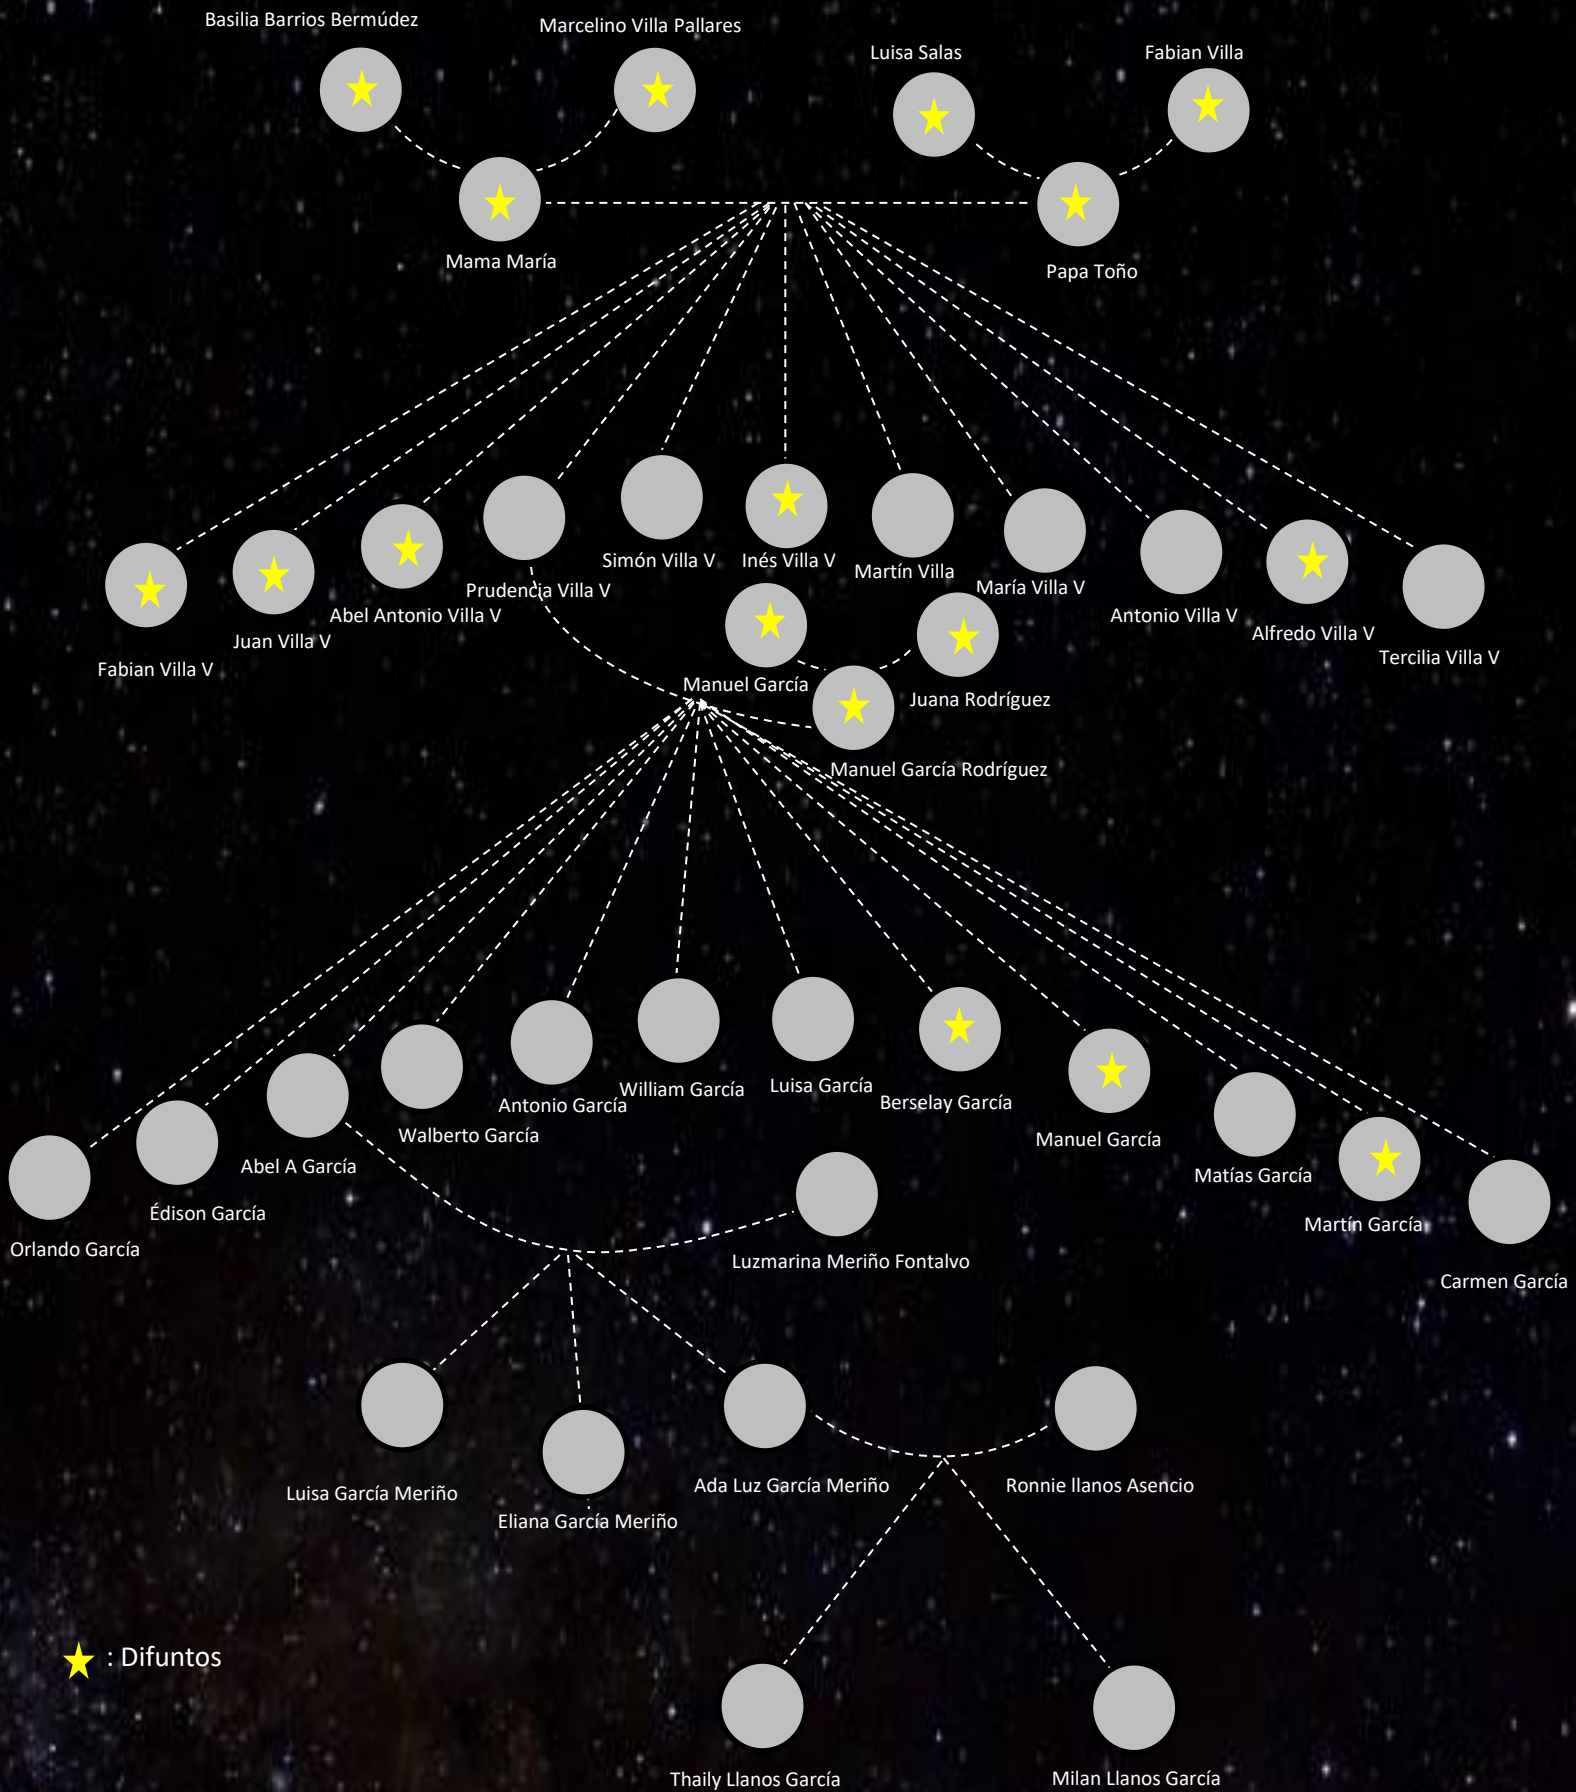 Basilia Barrios Bermúdez
Marcelino Villa Pallares
Luisa Salas
Fabian Villa
Mama María
Papa Toño
Simón Villa V
Inés Villa V
Martín Villa
María Villa V
Prudencia Villa V
Abel Antonio Villa V
Antonio Villa V
Juan Villa V
Alfredo Villa V
Fabian Villa V
Tercilia Villa V
Manuel García
Juana Rodríguez
Manuel García Rodríguez
William García
Luisa García
Antonio García
Berselay García
Walberto García
Manuel García
Abel A García
Matías García
Édison García
Martín García
Orlando García
Carmen García
Luzmarina Meriño Fontalvo
Luisa García Meriño
Ada Luz García Meriño
Ronnie llanos Asencio
Eliana García Meriño
: Difuntos
Thaily Llanos García
Milan Llanos García